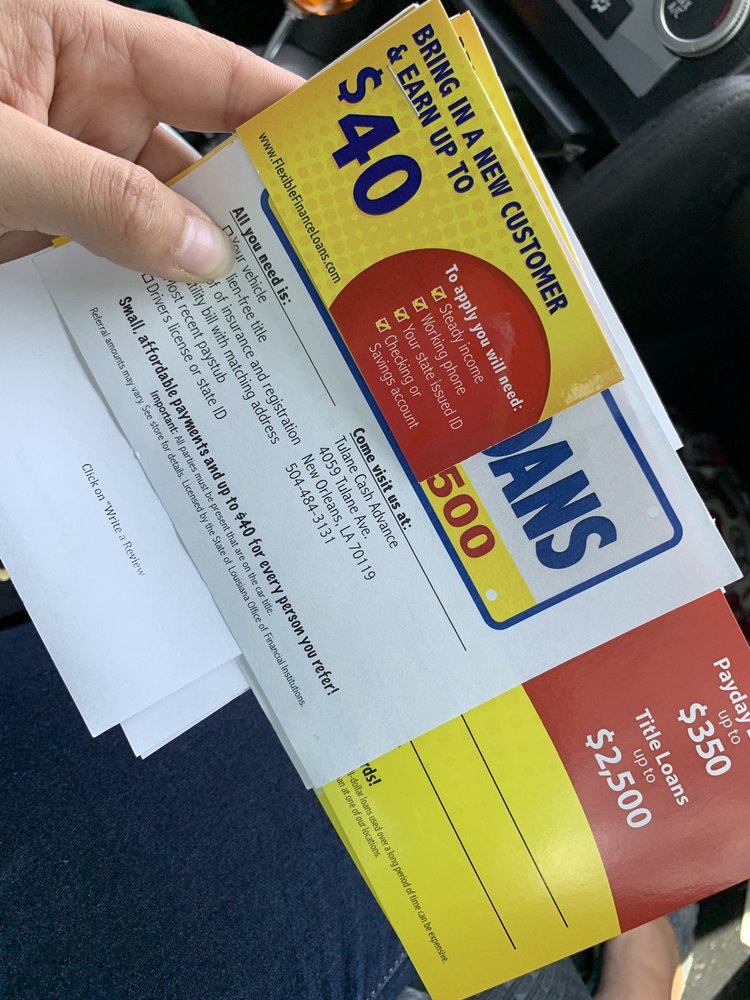 BRING IN A NEW CUSTOMER
& EARN UP TO
$40
www.FlexibleFinanceLoans.com
To apply you will need:
Steady income
Working phone
Your state issued ID
Checking or
Savings account
All you need is:
Your vehicle
lien-free title
of insurance and registration
bill with matching address
recent paystub
Driver's license or state ID
Come visit us at:
Tulane Cash Advance
4059 Tulane Ave.
New Orleans, LA 70119
504-484-3131
Small, affordable payments and up to $40 for every person you refer!
Important: All parties must be present that are on the car title.
Referral amounts may vary. See store for details. Licensed by the State of Louisiana Office of Financial Institutions.
OANS
500
Click on "Write a Review
Payday
up to
$350
Title Loans
up to
$2,500
rds!
-dollar loans used over a long period of time can be expensive.
an at one of our locations.